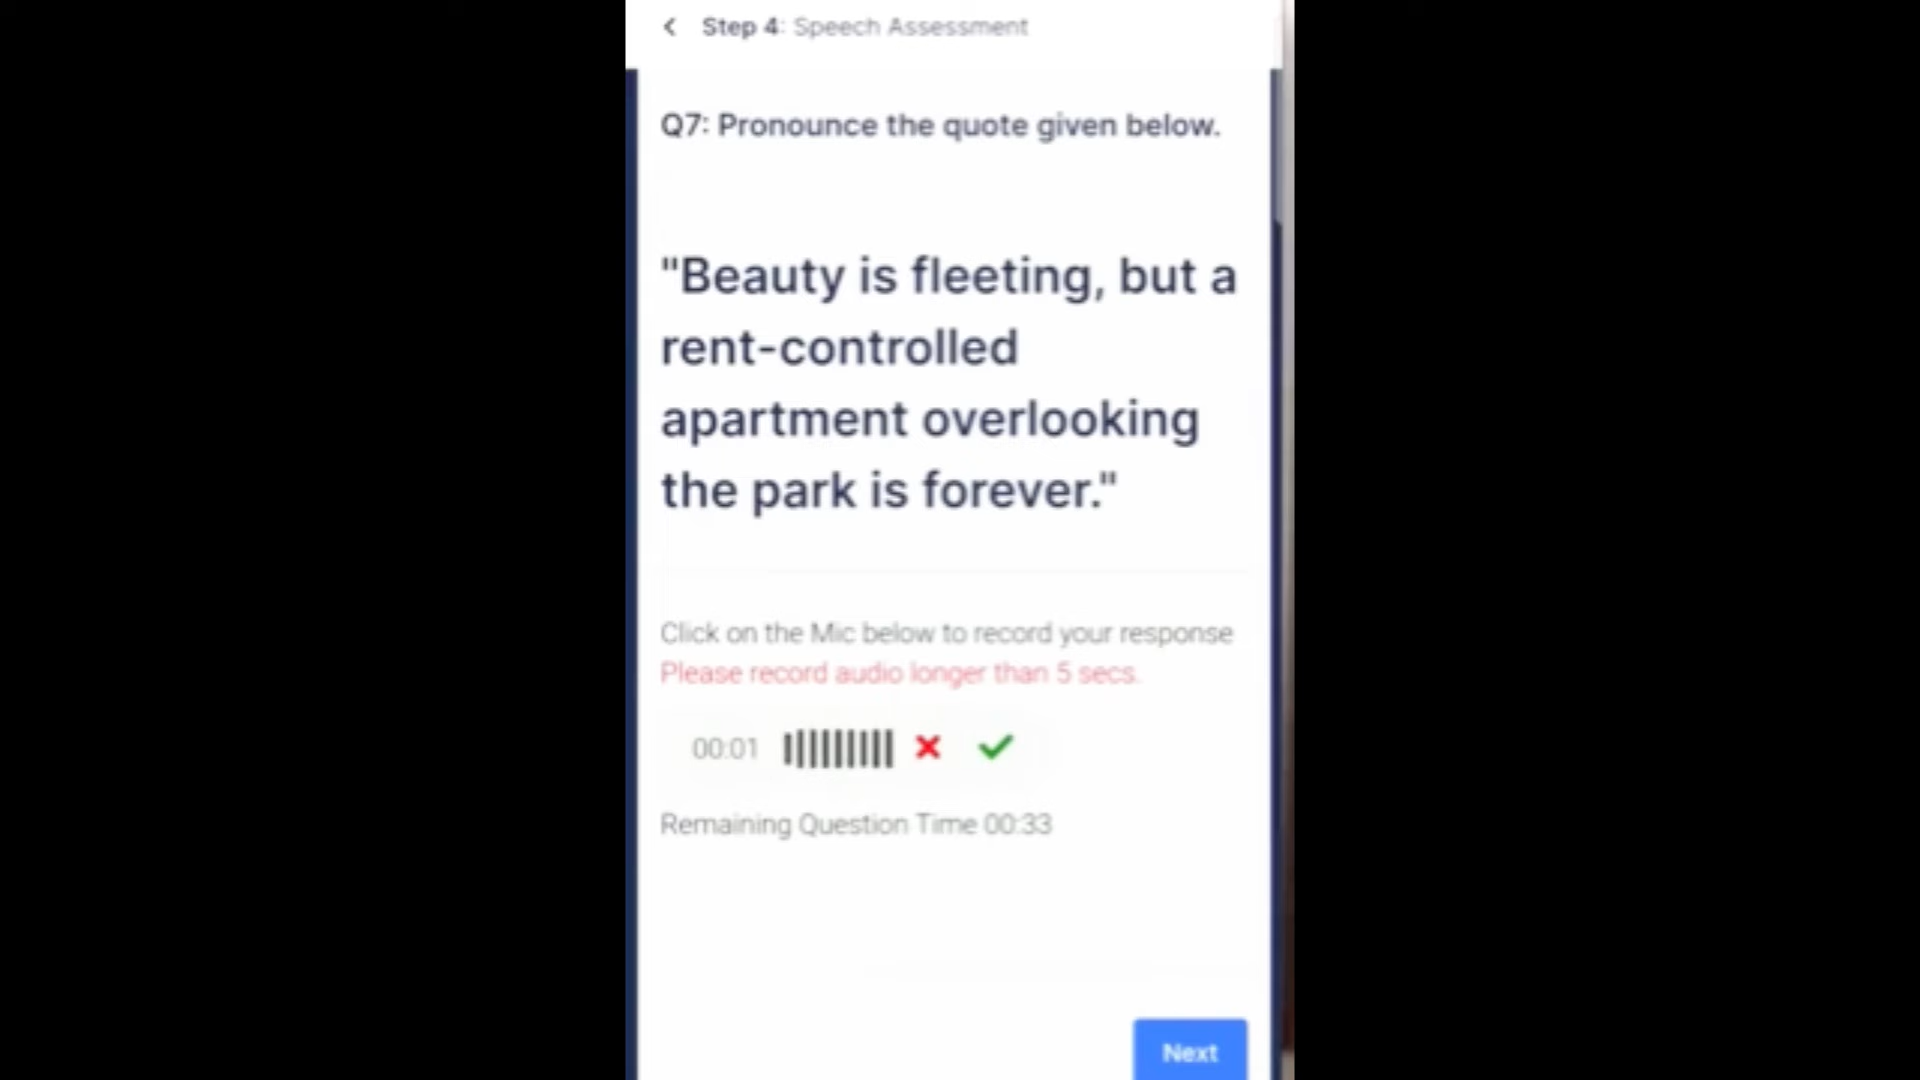 Step 4: Speech Assessment
Q7: Pronounce the quote given below.
"Beauty is fleeting, but a
rent-controlled
apartment overlooking
the park is forever."
Click on the Mic below to record your response
Please record audio longer than 5 secs.
00:01
Remaining Question Time 00:33
Next